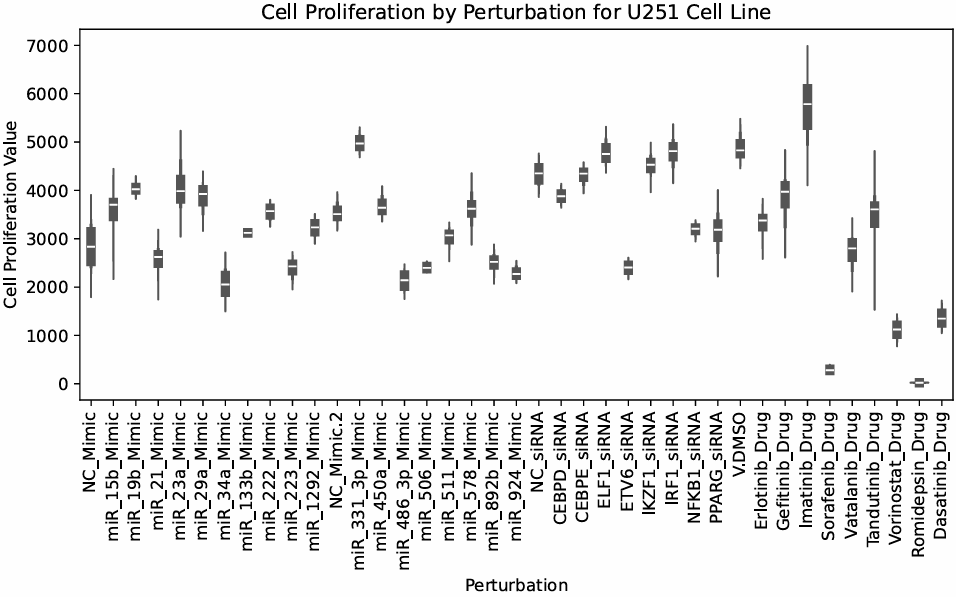 Cell Proliferation by Perturbation for U251 Cell Line
Cell Proliferation Value
7000
6000
5000
4000
3000
2000
1000
0
NC_Mimic
miR_15b_Mimic
miR_19b_Mimic
miR_21_Mimic
miR_23a_Mimic
miR_29a_Mimic
miR_34a_Mimic
miR_133b_Mimic
miR_222_Mimic
miR_223_Mimic
miR_1292_Mimic
NC_Mimic.2
miR_331_3p_Mimic
miR_450a_Mimic
miR_486_3p_Mimic
miR_506_Mimic
miR_511_Mimic
miR_578_Mimic
miR_892b_Mimic
miR_924_Mimic
NC_siRNA
CEBPD_siRNA
CEBPE_siRNA
ELF1_siRNA
ETV6_siRNA
IKZF1_siRNA
IRF1_siRNA
NFKB1_siRNA
PPARG_siRNA
V.DMSO
Erlotinib_Drug
Gefitinib_Drug
Imatinib_Drug
Sorafenib_Drug
Vatalanib_Drug
Tandutinib_Drug
Vorinostat_Drug
Romidepsin_Drug
Dasatinib_Drug
Perturbation